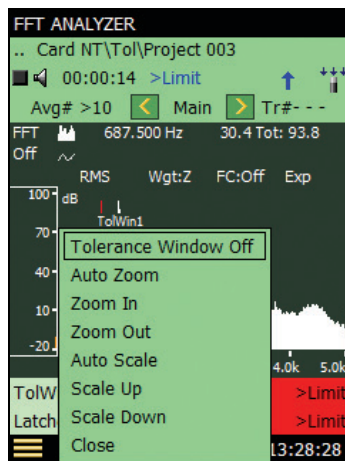 FFT ANALYZER
.. Card NT\Tol\Project 003
00:00:14 >Limit
Avg# >10 < Main > Tr#- - -
FFT 687.500 Hz 30.4 Tot: 93.8
Off
RMS Wgt:Z FC:Off Exp
100 dB
TolWin1
70
Tolerance Window Off
40
Auto Zoom
10
Zoom In
Zoom Out
-20
Auto Scale
4.0k 5.0k
TolW
Scale Up
>Limit
Latch
Scale Down
>Limit
Close
13:28:28